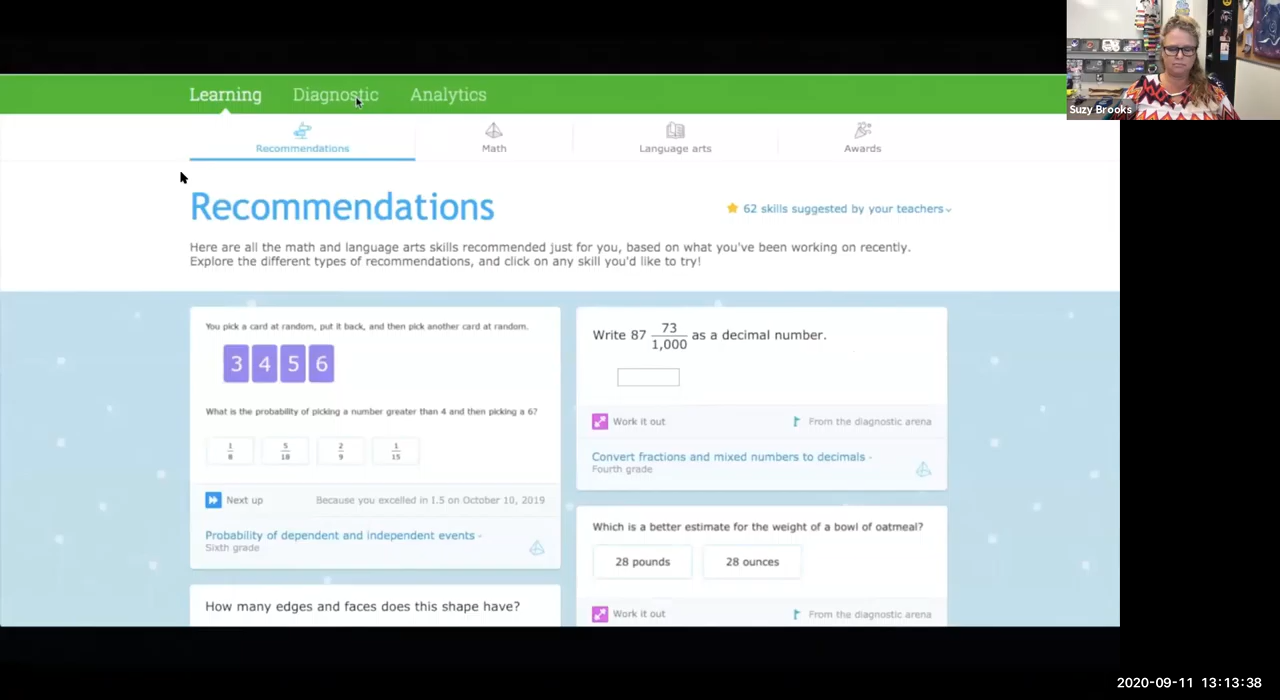 Learning Diagnostic Analytics
Suzy Brooks
Recommendations Math Language arts Awards
Recommendations
62 skills suggested by your teachers
Here are all the math and language arts skills recommended just for you, based on what you've been working on recently.
Explore the different types of recommendations, and click on any skill you'd like to try!
You pick a card at random, put it back, and then pick another card at random.
3 4 5 6
What is the probability of picking a number greater than 4 and then picking a 6?
1/8 5/18 2/9 1/15
Next up Because you excelled in I.5 on October 10, 2019
Probability of dependent and independent events -
Sixth grade
How many edges and faces does this shape have?
Write 87 73/1,000 as a decimal number.
Work it out From the diagnostic arena
Convert fractions and mixed numbers to decimals -
Fourth grade
Which is a better estimate for the weight of a bowl of oatmeal?
28 pounds 28 ounces
Work it out From the diagnostic arena
2020-09-11 13:13:38